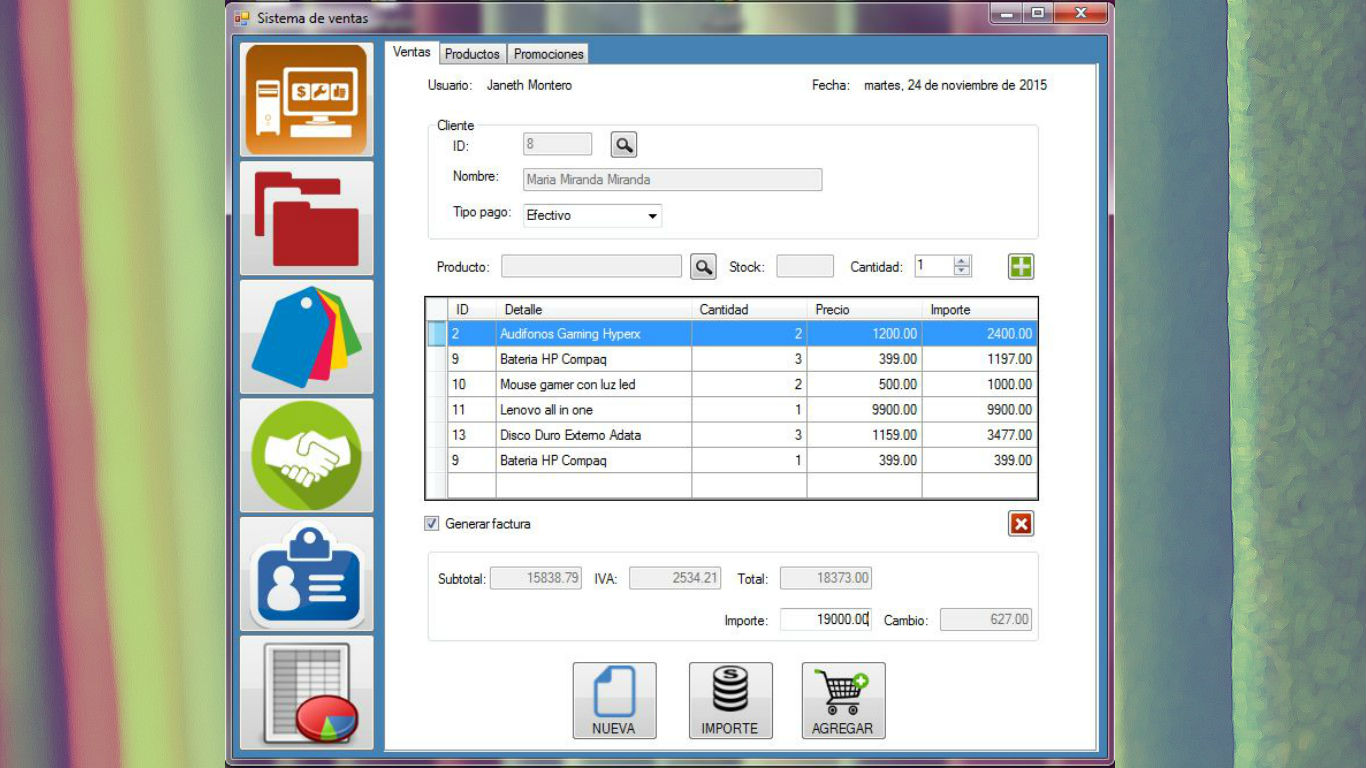 Sistema de ventas
Ventas Productos Promociones
Usuario: Janeth Montero Fecha: martes, 24 de noviembre de 2015
Cliente
ID: 8
Nombre: Maria Miranda Miranda
Tipo pago: Efectivo
Producto: Stock: Cantidad: 1
ID Detalle Cantidad Precio Importe
2 Audifonos Gaming Hyperx 2 1200.00 2400.00
9 Bateria HP Compaq 3 399.00 1197.00
10 Mouse gamer con luz led 2 500.00 1000.00
11 Lenovo all in one 1 9900.00 9900.00
13 Disco Duro Externo Adata 3 1159.00 3477.00
9 Bateria HP Compaq 1 399.00 399.00
Generar factura
Subtotal: 15838.79 IVA: 2534.21 Total: 18373.00
Importe: 19000.00 Cambio: 627.00
NUEVA IMPORTE AGREGAR